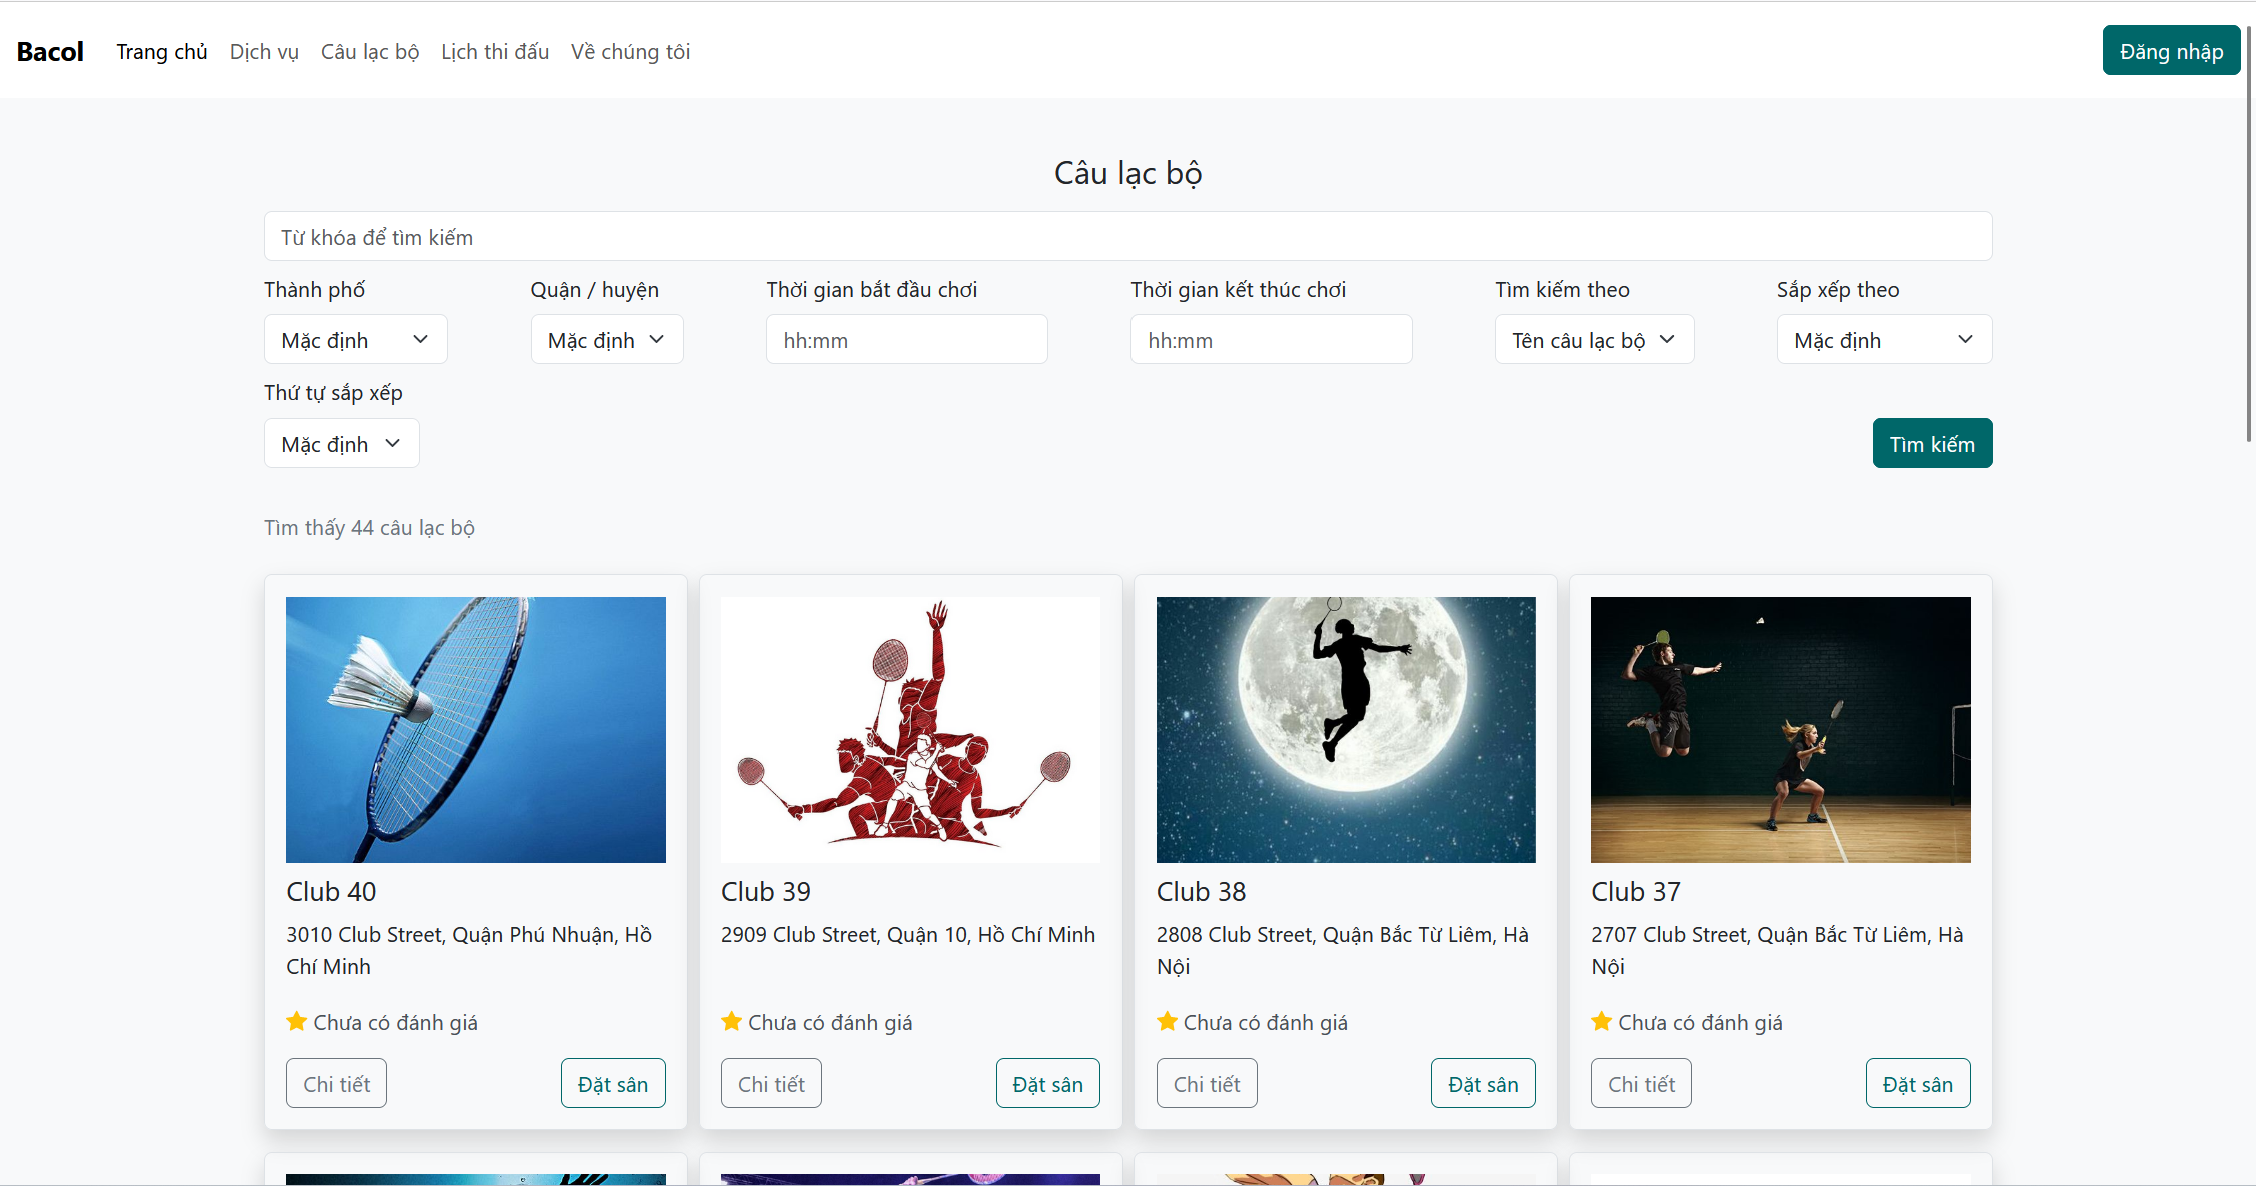 Bacol Trang chủ Dịch vụ Câu lạc bộ Lịch thi đấu Về chúng tôi Đăng nhập
Câu lạc bộ
Từ khóa để tìm kiếm
Thành phố Quận / huyện Thời gian bắt đầu chơi Thời gian kết thúc chơi Tìm kiếm theo Sắp xếp theo
Mặc định Mặc định hh:mm hh:mm Tên câu lạc bộ Mặc định
Thứ tự sắp xếp
Mặc định Tìm kiếm
Tìm thấy 44 câu lạc bộ
Club 40
3010 Club Street, Quận Phú Nhuận, Hồ
Chí Minh
Chưa có đánh giá
Chi tiết Đặt sân
Club 39
2909 Club Street, Quận 10, Hồ Chí Minh
Chưa có đánh giá
Chi tiết Đặt sân
Club 38
2808 Club Street, Quận Bắc Từ Liêm, Hà
Nội
Chưa có đánh giá
Chi tiết Đặt sân
Club 37
2707 Club Street, Quận Bắc Từ Liêm, Hà
Nội
Chưa có đánh giá
Chi tiết Đặt sân